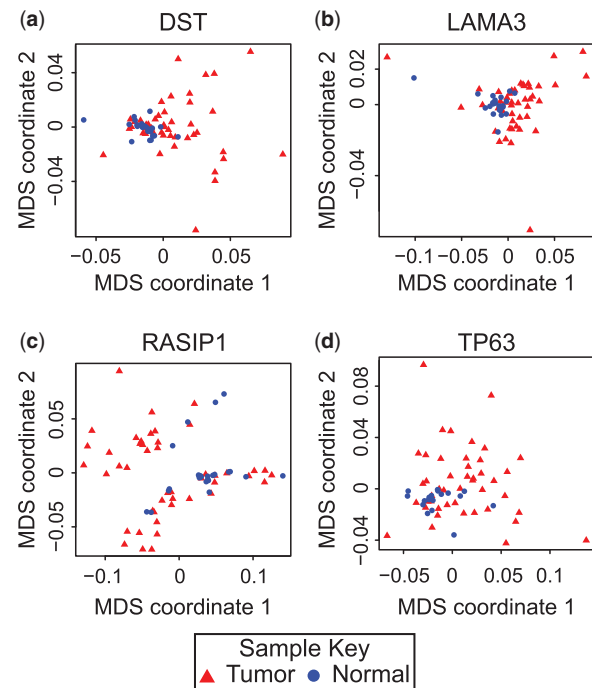 (a) DST
MDS coordinate 2
0.04
0
−0.04
−0.05 0 0.05
MDS coordinate 1
(b) LAMA3
MDS coordinate 2
0.02
0
−0.04
−0.1 −0.05 0 0.05
MDS coordinate 1
(c) RASIP1
MDS coordinate 2
0.05
0
−0.05
−0.1 0 0.1
MDS coordinate 1
(d) TP63
MDS coordinate 2
0.08
0.04
0
−0.04
−0.05 0 0.05 0.1
MDS coordinate 1
Sample Key
Tumor Normal